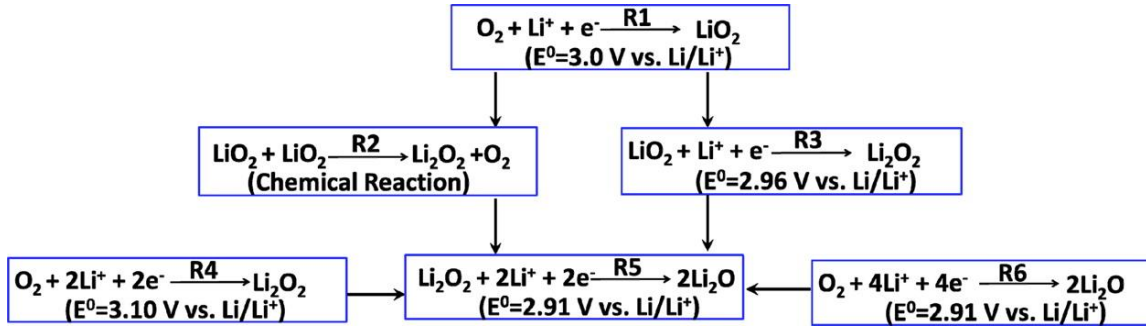 O₂ + Li⁺ + e⁻ R1 → LiO₂
(E⁰=3.0 V vs. Li/Li⁺)
LiO₂ + LiO₂ R2 → Li₂O₂ +O₂
(Chemical Reaction)
LiO₂ + Li⁺ + e⁻ R3 → Li₂O₂
(E⁰=2.96 V vs. Li/Li⁺)
O₂ + 2Li⁺ + 2e⁻ R4 → Li₂O₂
(E⁰=3.10 V vs. Li/Li⁺)
Li₂O₂ + 2Li⁺ + 2e⁻ R5 → 2Li₂O
(E⁰=2.91 V vs. Li/Li⁺)
O₂ + 4Li⁺ + 4e⁻ R6 → 2Li₂O
(E⁰=2.91 V vs. Li/Li⁺)